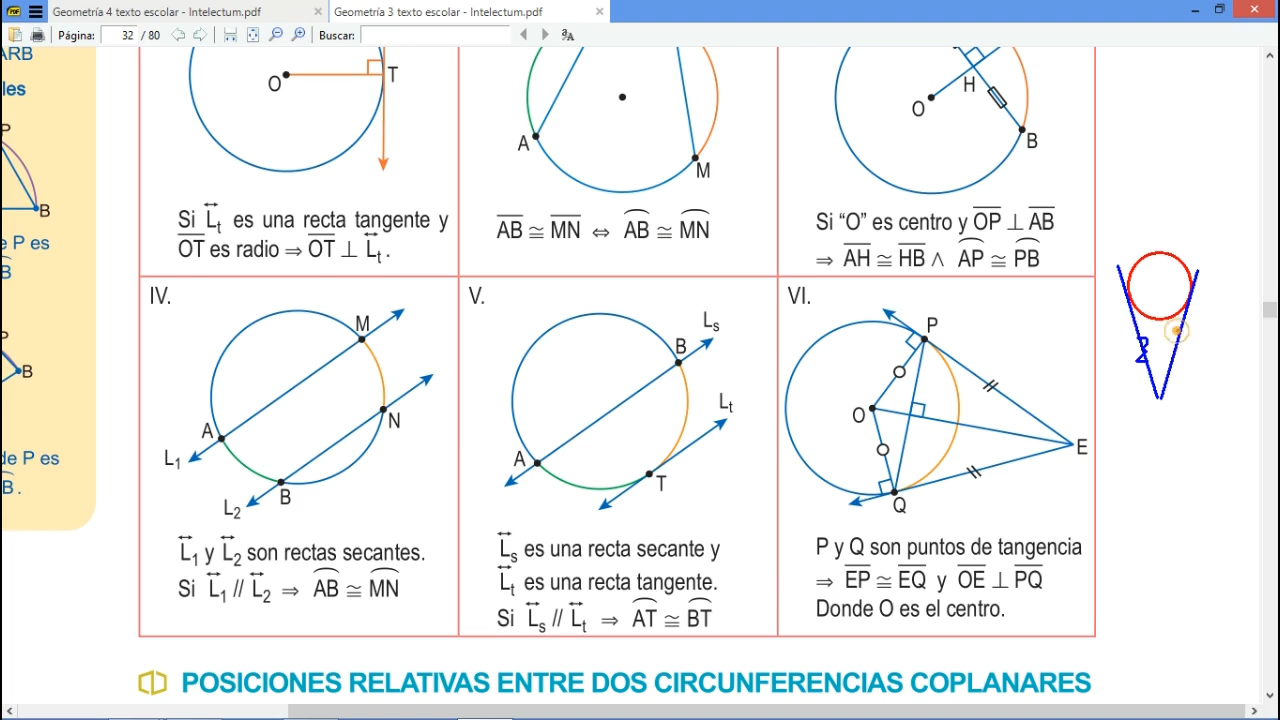 Geometría 4 texto escolar - Intelectum.pdf
Geometría 3 texto escolar - Intelectum.pdf
Página: 32 / 80
Buscar:
ARB
les
P
B
e P es
B
P
B
de P es
B.
O
T
Si Lt es una recta tangente y
OT es radio ⇒ OT ⊥ Lt.
A
M
AB ≅ MN ⇔ AB ≅ MN
O
H
B
Si “O” es centro y OP ⊥ AB
⇒ AH ≅ HB ∧ AP ≅ PB
IV.
M
A
N
L1
B
L2
L1 y L2 son rectas secantes.
Si L1 // L2 ⇒ AB ≅ MN
V.
Ls
B
Lt
A
T
Ls es una recta secante y
Lt es una recta tangente.
Si Ls // Lt ⇒ AT ≅ BT
VI.
P
O
E
Q
P y Q son puntos de tangencia
⇒ EP ≅ EQ y OE ⊥ PQ
Donde O es el centro.
2
POSICIONES RELATIVAS ENTRE DOS CIRCUNFERENCIAS COPLANARES